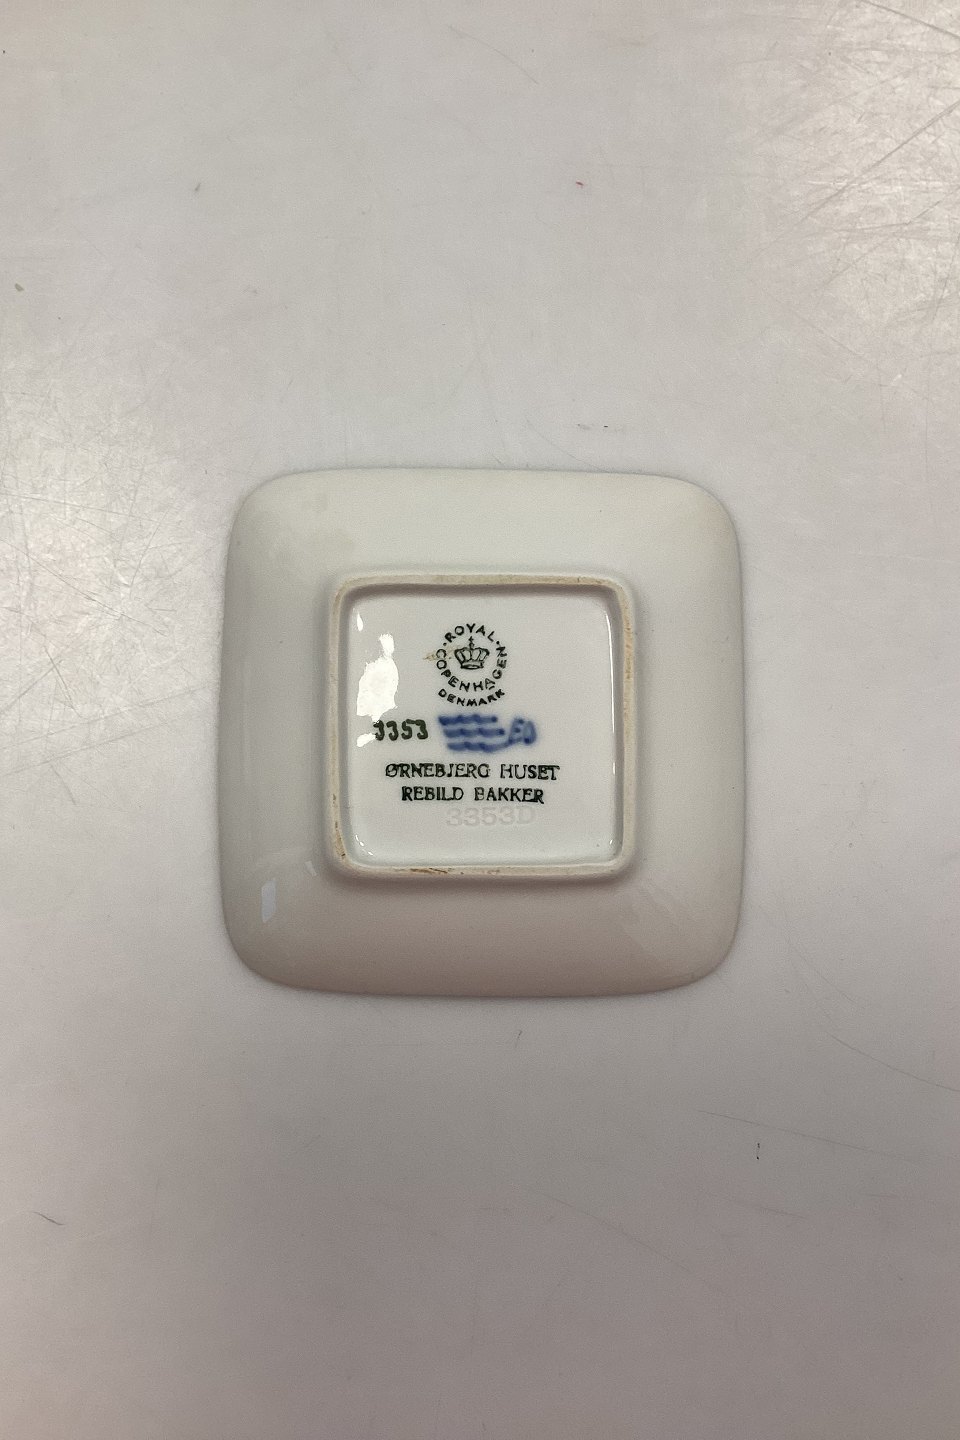 ROYAL
COPENHAGEN
DENMARK
3353
ØRNEBJERG HUSET
REBILD BAKKER
3353D